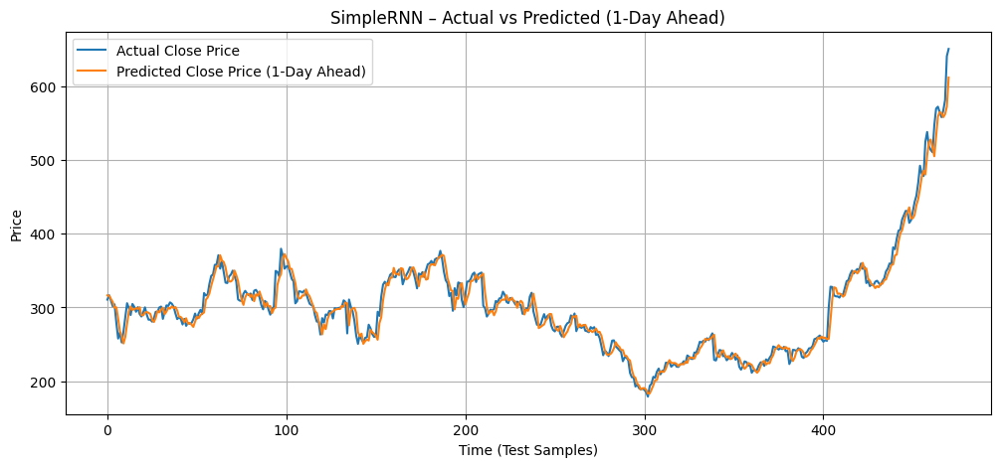 SimpleRNN – Actual vs Predicted (1-Day Ahead)
Actual Close Price
Predicted Close Price (1-Day Ahead)
Price
600
500
400
300
200
0 100 200 300 400
Time (Test Samples)